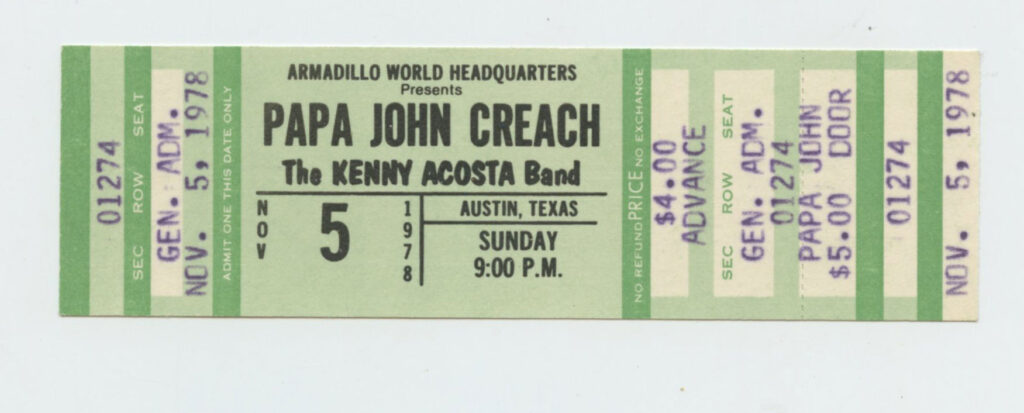 01274
SEC ROW SEAT
GEN. ADM.
NOV. 5, 1978
ADMIT ONE THIS DATE ONLY
ARMADILLO WORLD HEADQUARTERS
Presents
PAPA JOHN CREACH
The KENNY ACOSTA Band
NOV 5 1978
AUSTIN, TEXAS
SUNDAY
9:00 P.M.
NO REFUND PRICE NO EXCHANGE
$4.00
ADVANCE
SEC ROW SEAT
GEN. ADM.
01274
PAPA JOHN
$5.00 DOOR
01274
NOV. 5, 1978